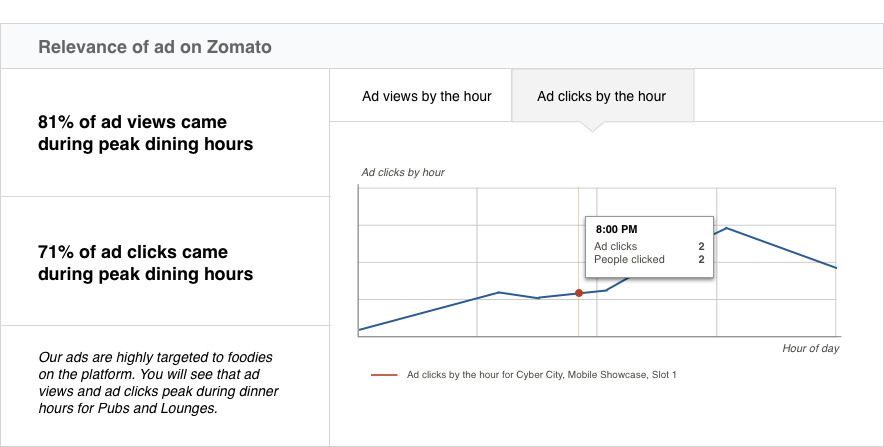 Relevance of ad on Zomato
81% of ad views came
during peak dining hours
71% of ad clicks came
during peak dining hours
Our ads are highly targeted to foodies
on the platform. You will see that ad
views and ad clicks peak during dinner
hours for Pubs and Lounges.
Ad views by the hour
Ad clicks by the hour
Ad clicks by hour
8:00 PM
Ad clicks 2
People clicked 2
Hour of day
Ad clicks by the hour for Cyber City, Mobile Showcase, Slot 1